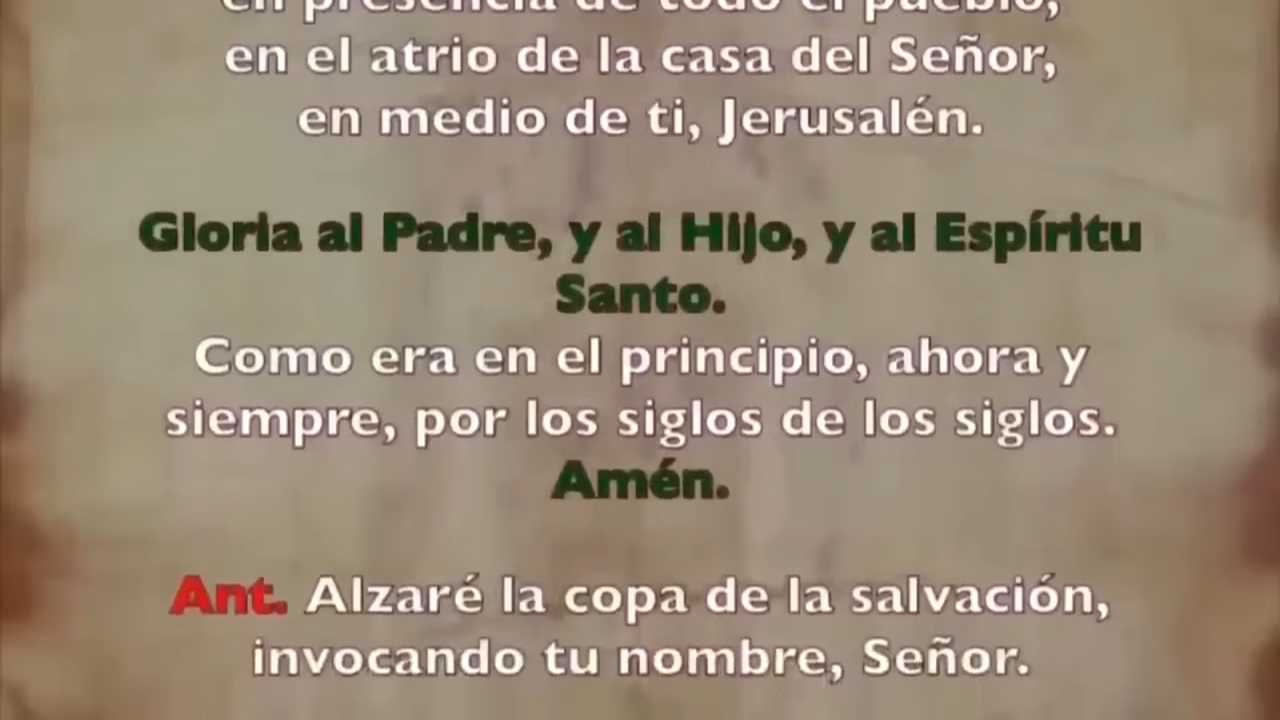 en presencia de todo el pueblo,
en el atrio de la casa del Señor,
en medio de ti, Jerusalén.
Gloria al Padre, y al Hijo, y al Espíritu
Santo.
Como era en el principio, ahora y
siempre, por los siglos de los siglos.
Amén.
Ant. Alzaré la copa de la salvación,
invocando tu nombre, Señor.